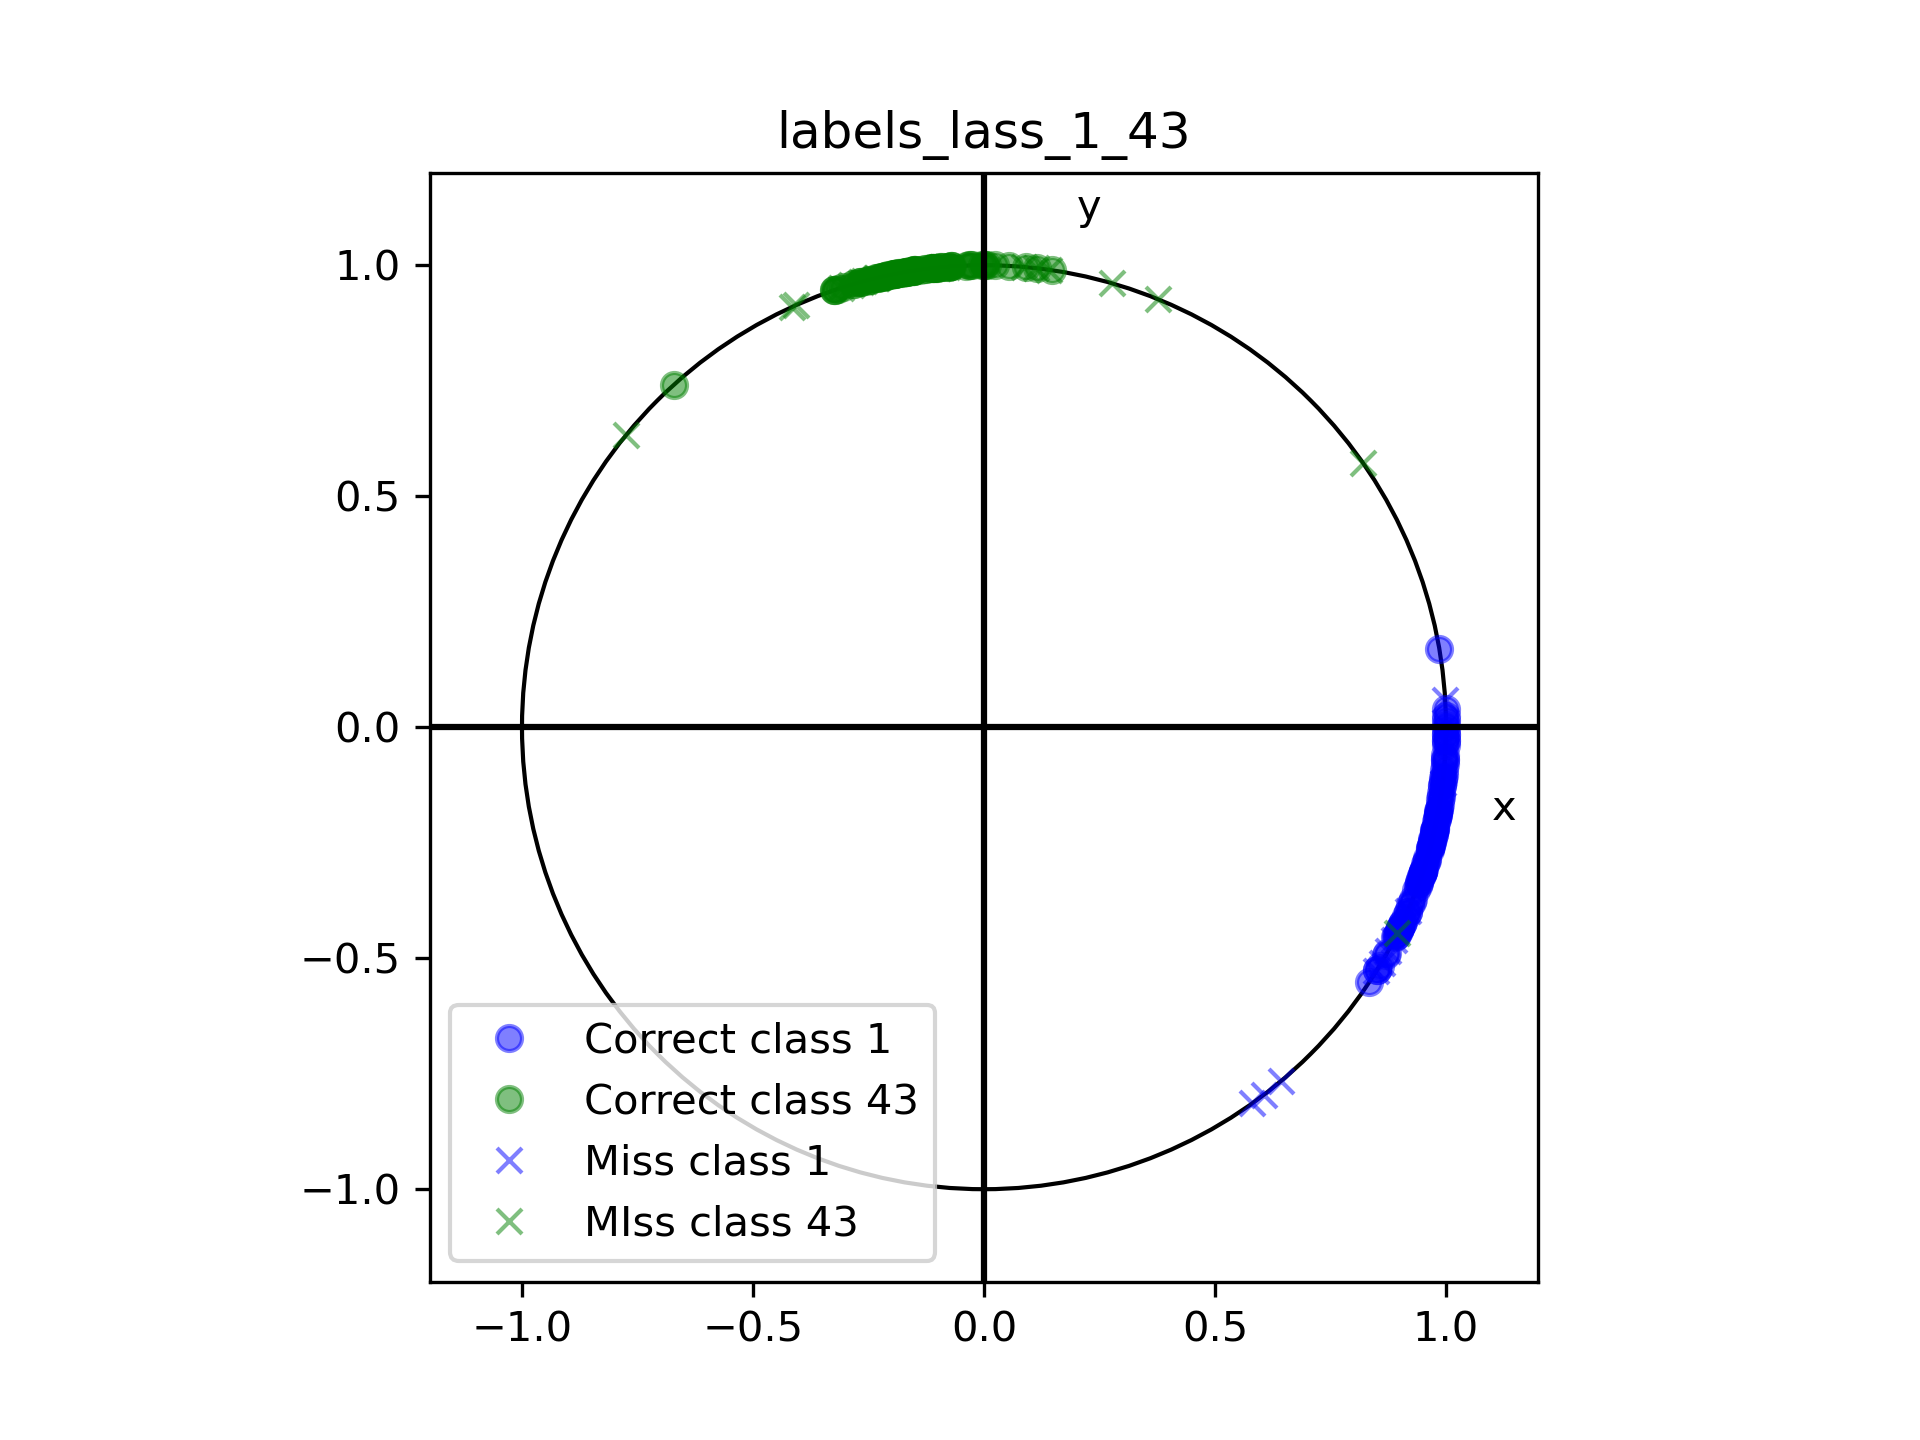 labels_lass_1_43
y
1.0
0.5
0.0
x
−0.5
−1.0
Correct class 1
Correct class 43
Miss class 1
MIss class 43
−1.0 −0.5 0.0 0.5 1.0